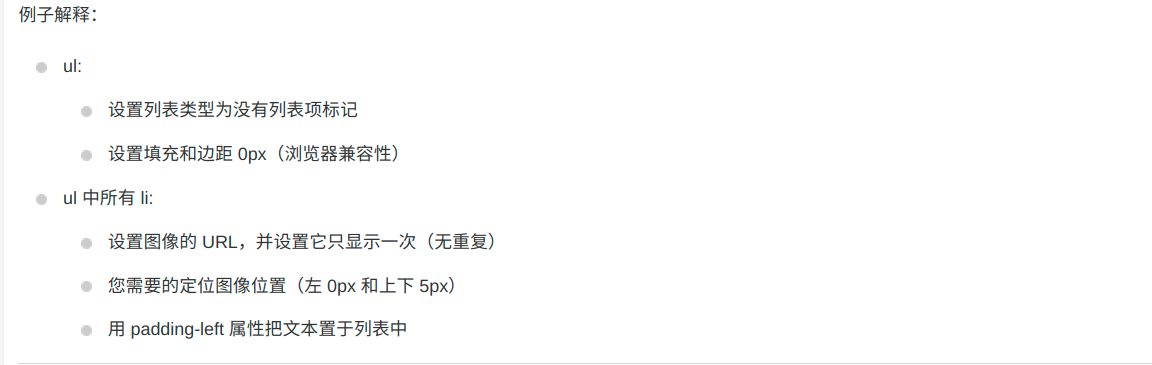 例子解释：
ul:
设置列表类型为没有列表项标记
设置填充和边距 0px（浏览器兼容性）
ul 中所有 li:
设置图像的 URL，并设置它只显示一次（无重复）
您需要的定位图像位置（左 0px 和上下 5px）
用 padding-left 属性把文本置于列表中